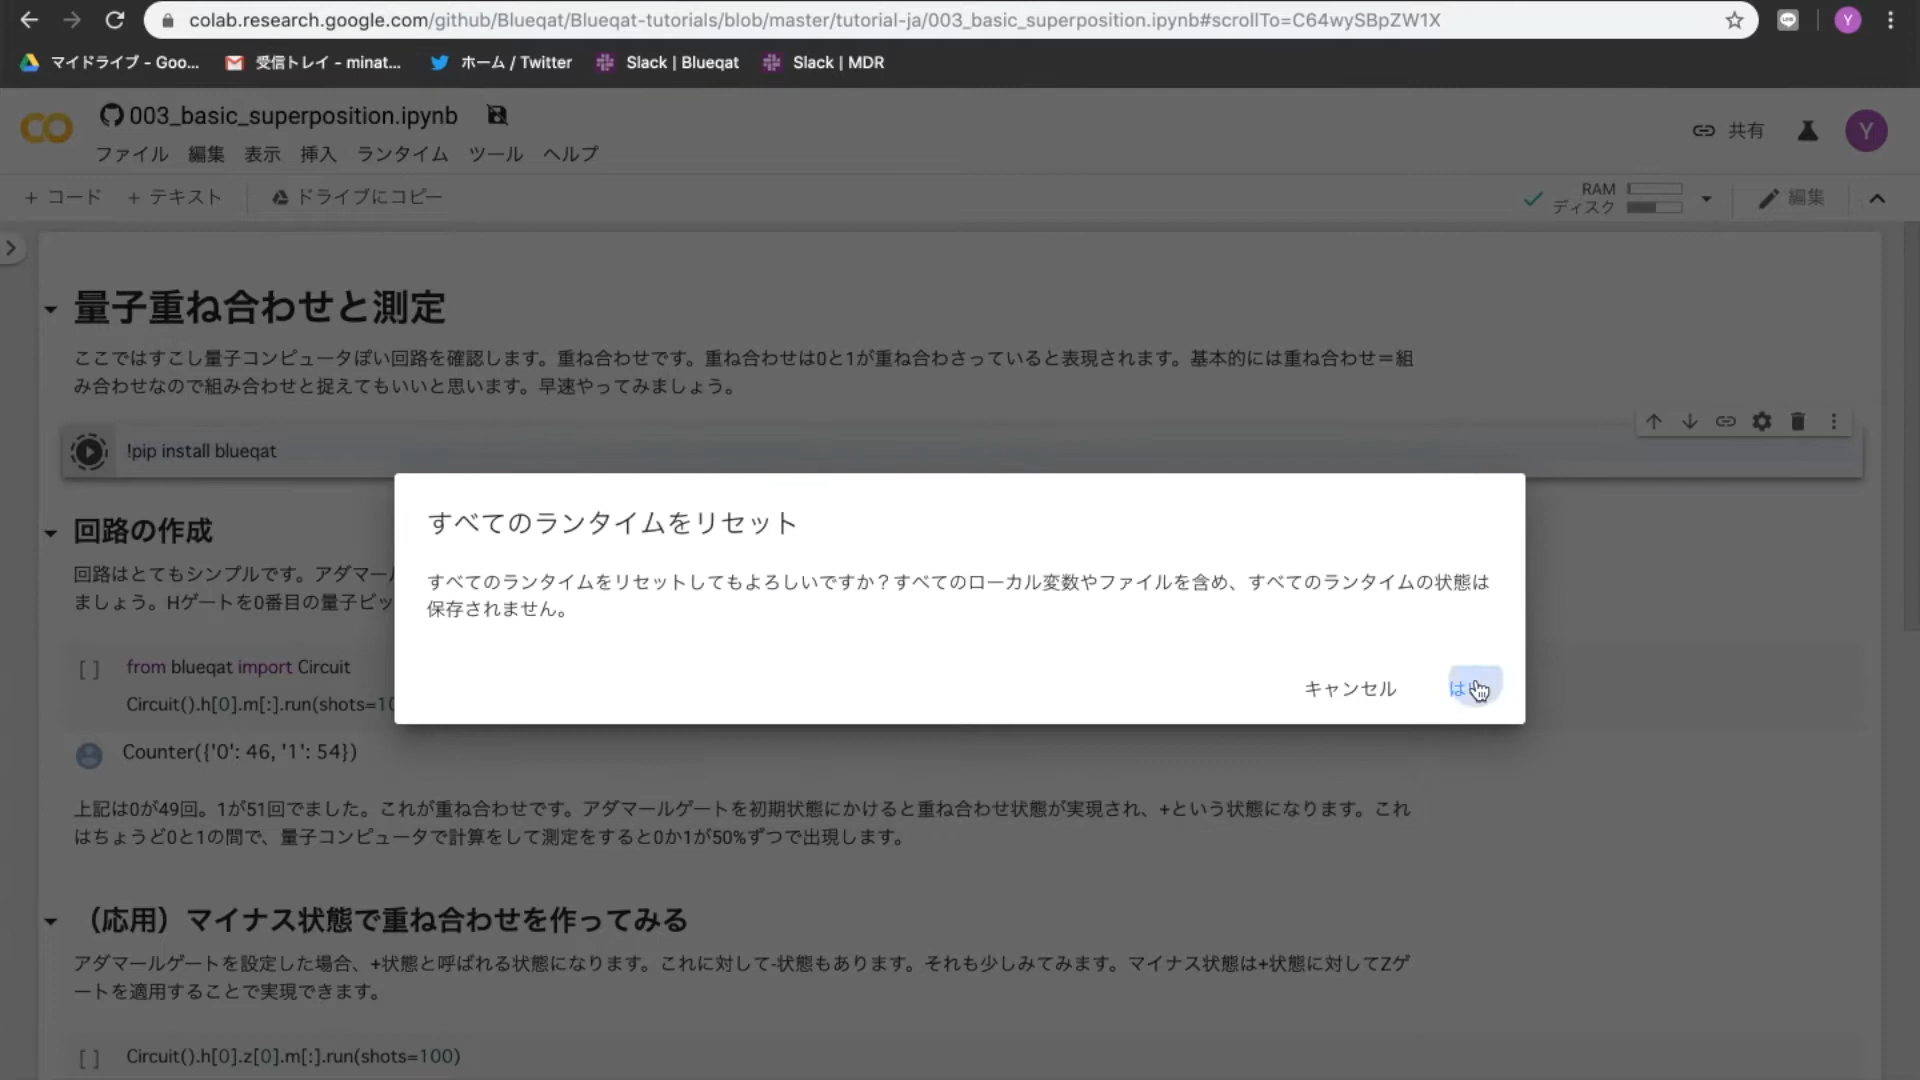 colab.research.google.com/github/Blueqat/Blueqat-tutorials/blob/master/tutorial-ja/003_basic_superposition.ipynb#scrollTo=C64wySBpZW1X
Y
マイドライブ - Goo...
受信トレイ - minat...
ホーム / Twitter
Slack | Blueqat
Slack | MDR
003_basic_superposition.ipynb
共有
Y
ファイル 編集 表示 挿入 ランタイム ツール ヘルプ
+ コード + テキスト ドライブにコピー
RAM
ディスク
編集
量子重ね合わせと測定
ここではすこし量子コンピュータぽい回路を確認します。重ね合わせです。重ね合わせは0と1が重ね合わさっていると表現されます。基本的には重ね合わせ=組
み合わせなので組み合わせと捉えてもいいと思います。早速やってみましょう。
!pip install blueqat
回路の作成
回路はとてもシンプルです。アダマール
ましょう。Hゲートを0番目の量子ビッ
すべてのランタイムをリセット
すべてのランタイムをリセットしてもよろしいですか?すべてのローカル変数やファイルを含め、すべてのランタイムの状態は
保存されません。
キャンセル
[ ] from blueqat import Circuit
Circuit().h[0].m[:].run(shots=10
Counter({'0': 46, '1': 54})
上記は0が49回。1が51回でました。これが重ね合わせです。アダマールゲートを初期状態にかけると重ね合わせ状態が実現され、+という状態になります。これ
はちょうど0と1の間で、量子コンピュータで計算をして測定をすると0か1が50%ずつで出現します。
（応用）マイナス状態で重ね合わせを作ってみる
アダマールゲートを設定した場合、+状態と呼ばれる状態になります。これに対して-状態もあります。それも少しみてみます。マイナス状態は+状態に対してZゲ
ートを適用することで実現できます。
[ ] Circuit().h[0].z[0].m[:].run(shots=100)